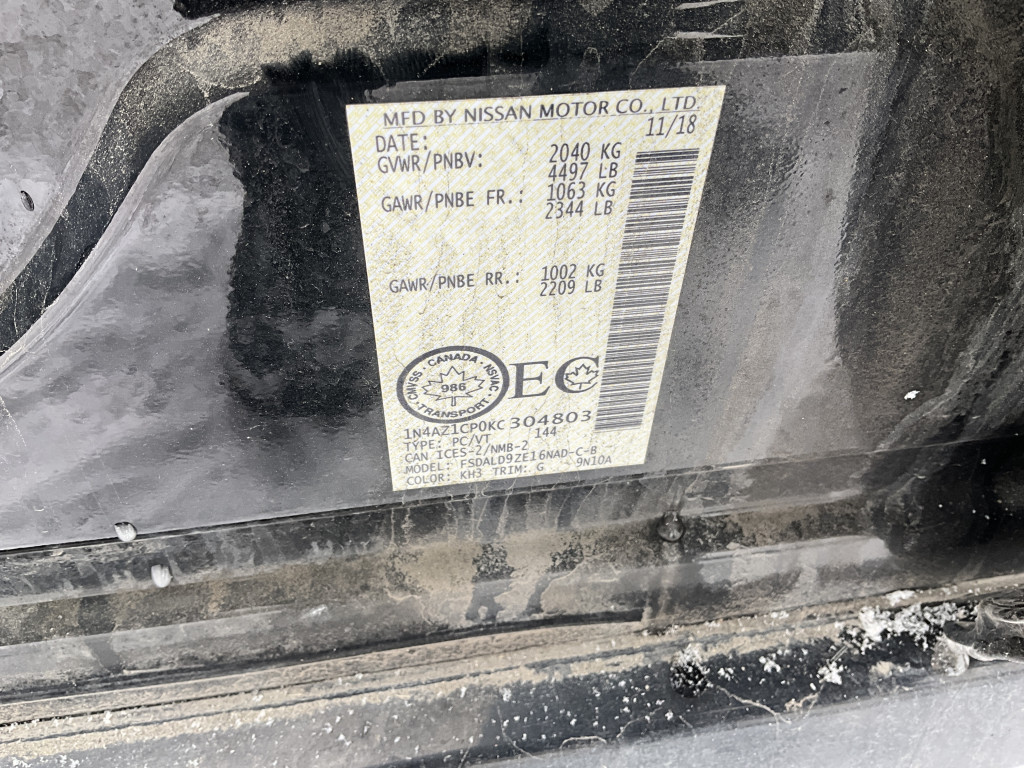 MFD BY NISSAN MOTOR CO., LTD.
DATE: 11/18
GVWR/PNBV: 2040 KG
4497 LB
GAWR/PNBE FR.: 1063 KG
2344 LB
GAWR/PNBE RR.: 1002 KG
2209 LB
CMVSS · CANADA · NSVAC
986
· TRANSPORT ·
EC
1N4AZ1CP0KC304803
TYPE: PC/VT 144
CAN ICES-2/NMB-2
MODEL: FSDALD9ZE16NAD-C-B
COLOR: KH3 TRIM: G 9N10A